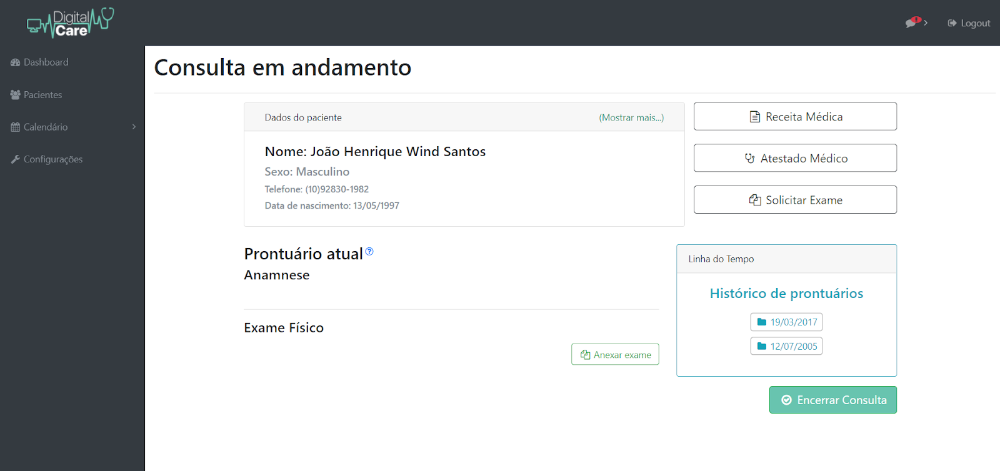 Digital
Care
Logout
Dashboard
Pacientes
Calendário
Configurações
Consulta em andamento
Dados do paciente (Mostrar mais...)
Nome: João Henrique Wind Santos
Sexo: Masculino
Telefone: (10)92830-1982
Data de nascimento: 13/05/1997
Receita Médica
Atestado Médico
Solicitar Exame
Prontuário atual
Anamnese
Exame Físico
Anexar exame
Linha do Tempo
Histórico de prontuários
19/03/2017
12/07/2005
Encerrar Consulta